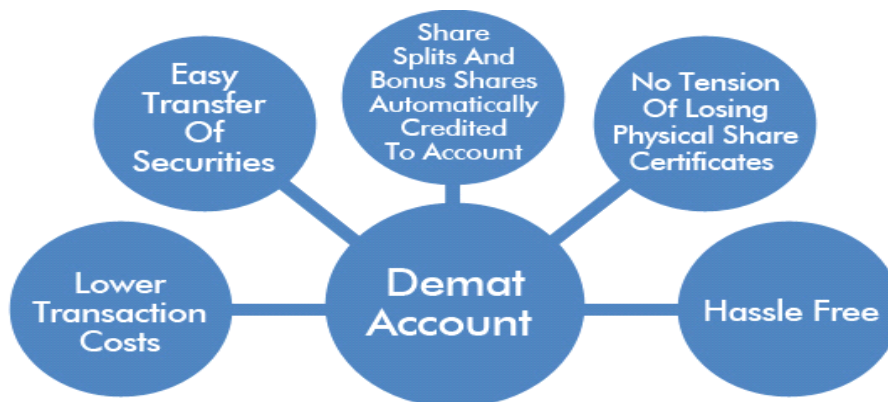 Share
Splits And
Bonus Shares
Automatically
Credited
To Account
Easy
Transfer
Of
Securities
No Tension
Of Losing
Physical Share
Certificates
Lower
Transaction
Costs
Demat
Account
Hassle Free